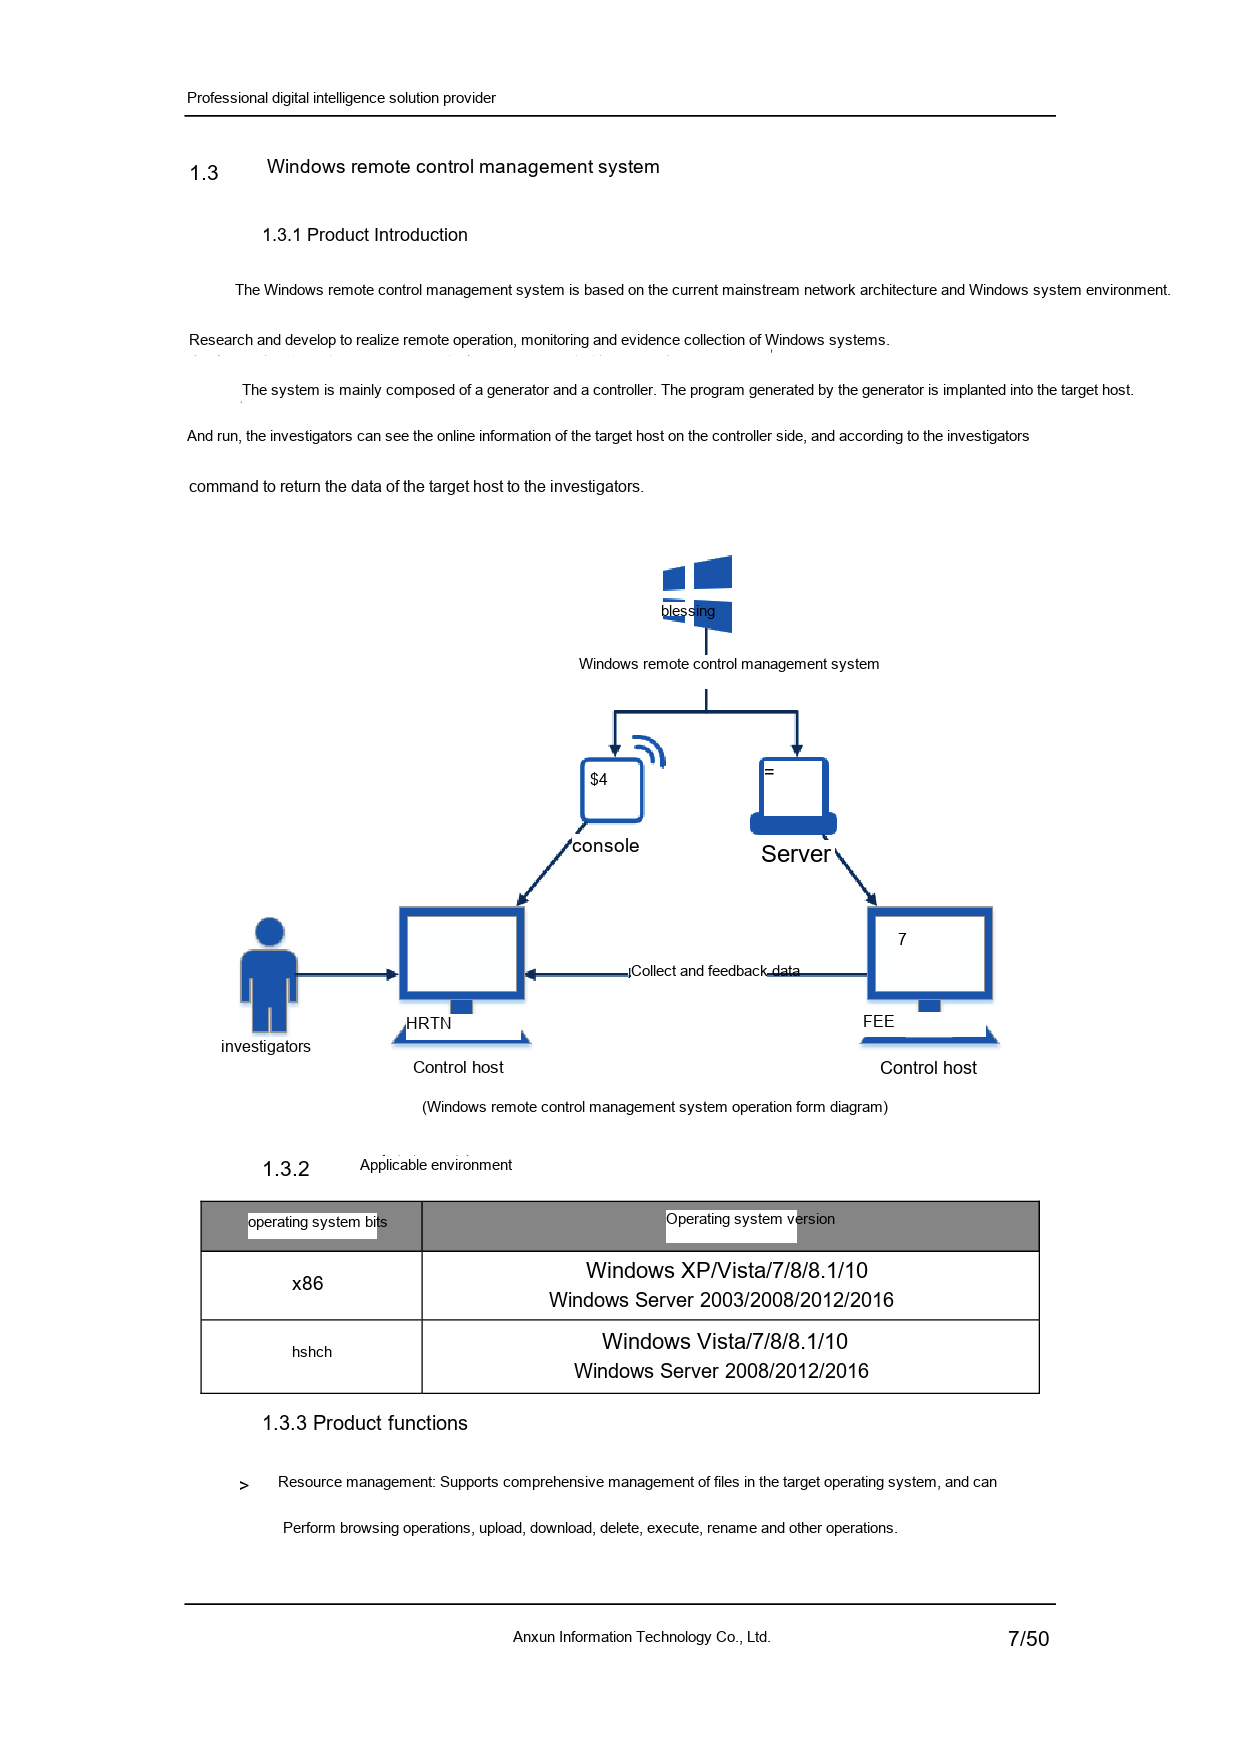 Professional digital intelligence solution provider
1.3 Windows remote control management system
1.3.1 Product Introduction
The Windows remote control management system is based on the current mainstream network architecture and Windows system environment.
Research and develop to realize remote operation, monitoring and evidence collection of Windows systems.
The system is mainly composed of a generator and a controller. The program generated by the generator is implanted into the target host.
And run, the investigators can see the online information of the target host on the controller side, and according to the investigators
command to return the data of the target host to the investigators.
blessing
Windows remote control management system
$4
=
console
Server
7
Collect and feedback data
HRTN
FEE
investigators
Control host
Control host
(Windows remote control management system operation form diagram)
1.3.2 Applicable environment
operating system bits
Operating system version
x86
Windows XP/Vista/7/8/8.1/10
Windows Server 2003/2008/2012/2016
hshch
Windows Vista/7/8/8.1/10
Windows Server 2008/2012/2016
1.3.3 Product functions
> Resource management: Supports comprehensive management of files in the target operating system, and can
Perform browsing operations, upload, download, delete, execute, rename and other operations.
Anxun Information Technology Co., Ltd.
7/50